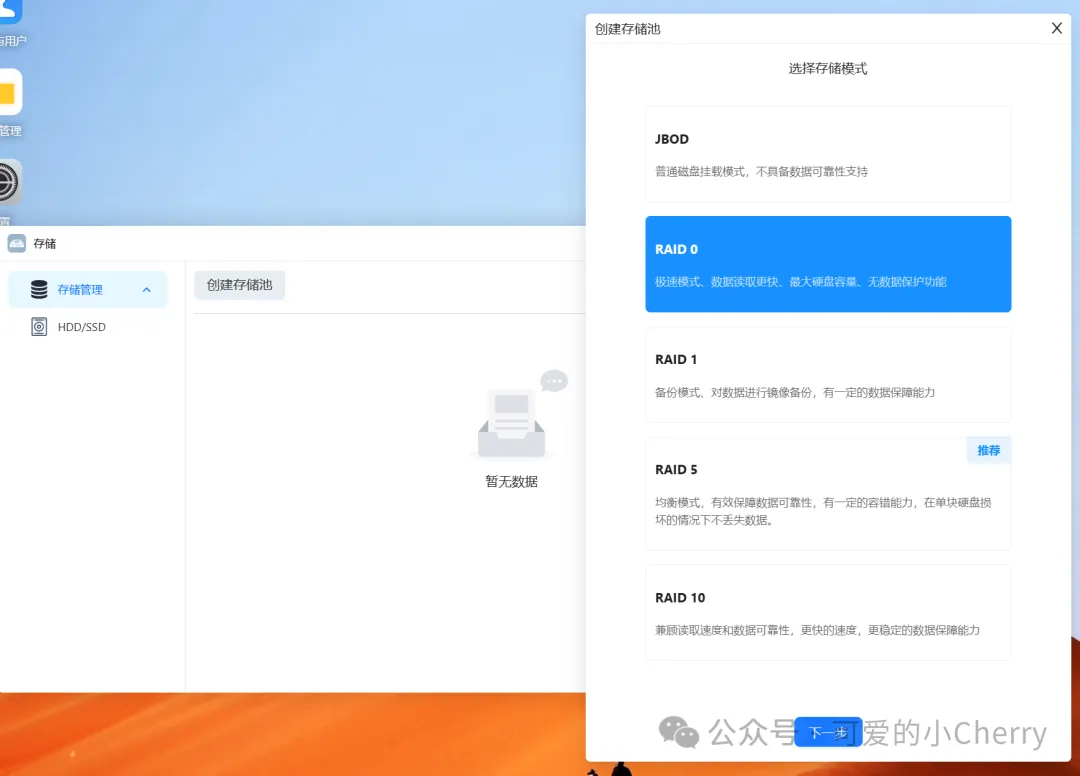 与用户
管理
置
存储
存储管理
HDD/SSD
创建存储池
暂无数据
创建存储池
选择存储模式
JBOD
普通磁盘挂载模式，不具备数据可靠性支持
RAID 0
极速模式、数据读取更快、最大硬盘容量、无数据保护功能
RAID 1
备份模式、对数据进行镜像备份，有一定的数据保障能力
推荐
RAID 5
均衡模式，有效保障数据可靠性，有一定的容错能力，在单块硬盘损
坏的情况下不丢失数据。
RAID 10
兼顾读取速度和数据可靠性，更快的速度，更稳定的数据保障能力
下一步
公众号 可爱的小Cherry